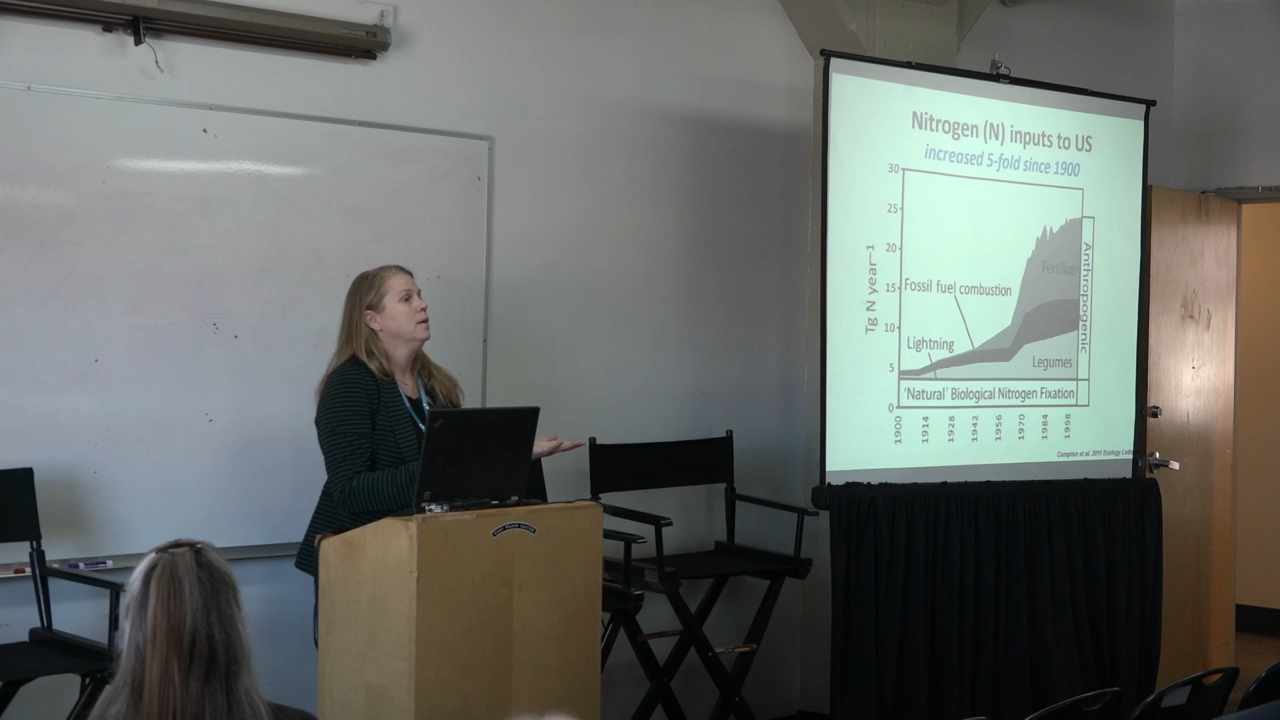 Nitrogen (N) inputs to US
increased 5-fold since 1900
30
25
20
15
10
5
0
Tg N year⁻¹
Fertilizer
Fossil fuel combustion
Lightning
Legumes
'Natural' Biological Nitrogen Fixation
Anthropogenic
1900
1914
1928
1942
1956
1970
1984
1998
Compton et al. 2011 Ecology